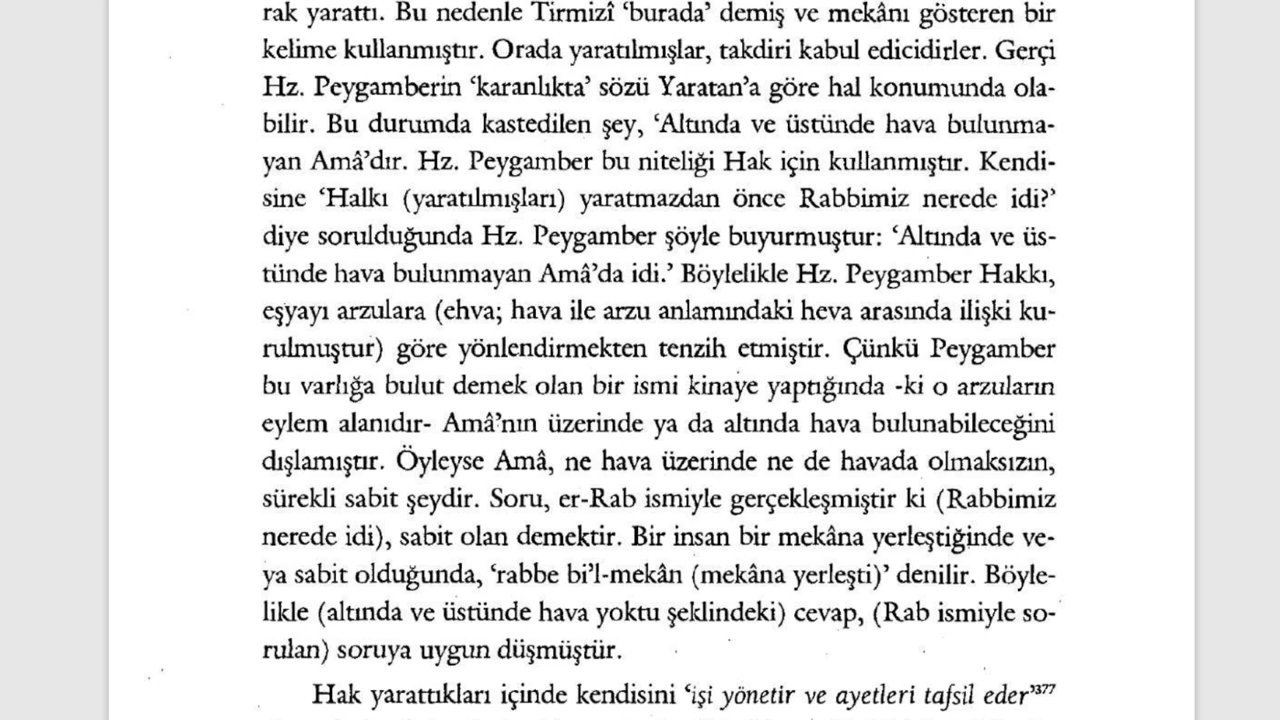 rak yarattı. Bu nedenle Tirmizî ‘burada’ demiş ve mekânı gösteren bir
kelime kullanmıştır. Orada yaratılmışlar, takdiri kabul edicidirler. Gerçi
Hz. Peygamberin ‘karanlıkta’ sözü Yaratan’a göre hal konumunda ola-
bilir. Bu durumda kastedilen şey, ‘Altında ve üstünde hava bulunma-
yan Amâ’dır. Hz. Peygamber bu niteliği Hak için kullanmıştır. Kendi-
sine ‘Halkı (yaratılmışları) yaratmazdan önce Rabbimiz nerede idi?’
diye sorulduğunda Hz. Peygamber şöyle buyurmuştur: ‘Altında ve üs-
tünde hava bulunmayan Amâ’da idi.’ Böylelikle Hz. Peygamber Hakkı,
eşyayı arzulara (ehva; hava ile arzu anlamındaki heva arasında ilişki ku-
rulmuştur) göre yönlendirmekten tenzih etmiştir. Çünkü Peygamber
bu varlığa bulut demek olan bir ismi kinaye yaptığında -ki o arzuların
eylem alanıdır- Amâ’nın üzerinde ya da altında hava bulunabileceğini
dışlamıştır. Öyleyse Amâ, ne hava üzerinde ne de havada olmaksızın,
sürekli sabit şeydir. Soru, er-Rab ismiyle gerçekleşmiştir ki (Rabbimiz
nerede idi), sabit olan demektir. Bir insan bir mekâna yerleştiğinde ve-
ya sabit olduğunda, ‘rabbe bi’l-mekân (mekâna yerleşti)’ denilir. Böyle-
likle (altında ve üstünde hava yoktu şeklindeki) cevap, (Rab ismiyle so-
rulan) soruya uygun düşmüştür.
Hak yarattıkları içinde kendisini ‘işi yönetir ve ayetleri tafsil eder’³⁷⁷